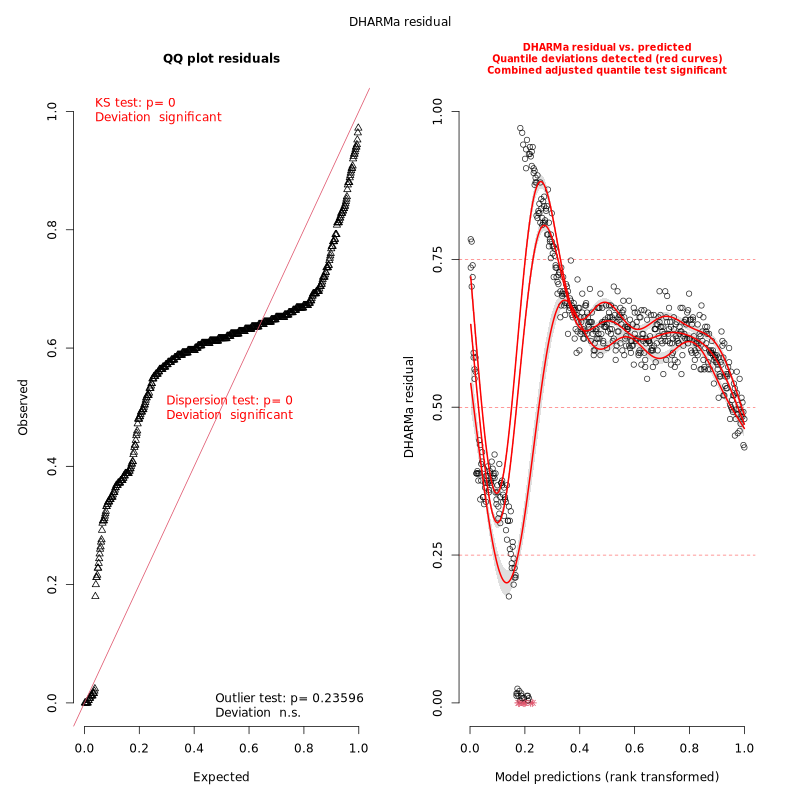 DHARMa residual
QQ plot residuals
KS test: p= 0
Deviation  significant
Dispersion test: p= 0
Deviation  significant
Outlier test: p= 0.23596
Deviation  n.s.
Observed
0.0
0.2
0.4
0.6
0.8
1.0
0.0
0.2
0.4
0.6
0.8
1.0
Expected
DHARMa residual vs. predicted
Quantile deviations detected (red curves)
Combined adjusted quantile test significant
DHARMa residual
0.00
0.25
0.50
0.75
1.00
0.0
0.2
0.4
0.6
0.8
1.0
Model predictions (rank transformed)